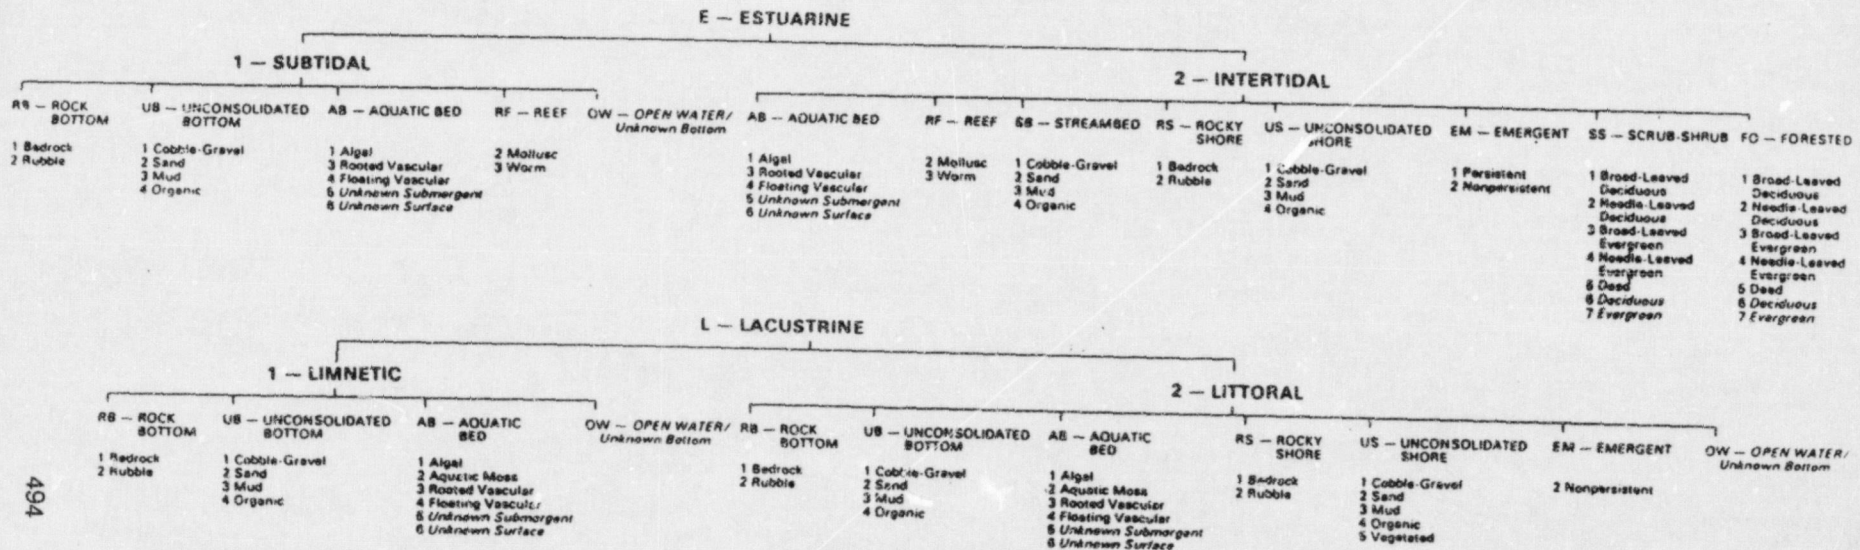 E — ESTUARINE
1 — SUBTIDAL
RB — ROCK
BOTTOM
1 Bedrock
2 Rubble
UB — UNCONSOLIDATED
BOTTOM
1 Cobble-Gravel
2 Sand
3 Mud
4 Organic
AB — AQUATIC BED
1 Algal
3 Rooted Vascular
4 Floating Vascular
5 Unknown Submergent
6 Unknown Surface
RF — REEF
2 Mollusc
3 Worm
OW — OPEN WATER/
Unknown Bottom
2 — INTERTIDAL
AB — AQUATIC BED
1 Algal
3 Rooted Vascular
4 Floating Vascular
5 Unknown Submergent
6 Unknown Surface
RF — REEF
2 Mollusc
3 Worm
SB — STREAMBED
1 Cobble-Gravel
2 Sand
3 Mud
4 Organic
RS — ROCKY
SHORE
1 Bedrock
2 Rubble
US — UNCONSOLIDATED
SHORE
1 Cobble-Gravel
2 Sand
3 Mud
4 Organic
EM — EMERGENT
1 Persistent
2 Nonpersistent
SS — SCRUB-SHRUB
1 Broad-Leaved
Deciduous
2 Needle-Leaved
Deciduous
3 Broad-Leaved
Evergreen
4 Needle-Leaved
Evergreen
5 Dead
6 Deciduous
7 Evergreen
FO — FORESTED
1 Broad-Leaved
Deciduous
2 Needle-Leaved
Deciduous
3 Broad-Leaved
Evergreen
4 Needle-Leaved
Evergreen
5 Dead
6 Deciduous
7 Evergreen
L — LACUSTRINE
1 — LIMNETIC
RB — ROCK
BOTTOM
1 Bedrock
2 Rubble
UB — UNCONSOLIDATED
BOTTOM
1 Cobble-Gravel
2 Sand
3 Mud
4 Organic
AB — AQUATIC
BED
1 Algal
2 Aquatic Moss
3 Rooted Vascular
4 Floating Vascular
5 Unknown Submergent
6 Unknown Surface
OW — OPEN WATER/
Unknown Bottom
2 — LITTORAL
RB — ROCK
BOTTOM
1 Bedrock
2 Rubble
UB — UNCONSOLIDATED
BOTTOM
1 Cobble-Gravel
2 Sand
3 Mud
4 Organic
AB — AQUATIC
BED
1 Algal
2 Aquatic Moss
3 Rooted Vascular
4 Floating Vascular
5 Unknown Submergent
6 Unknown Surface
RS — ROCKY
SHORE
1 Bedrock
2 Rubble
US — UNCONSOLIDATED
SHORE
1 Cobble-Gravel
2 Sand
3 Mud
4 Organic
5 Vegetated
EM — EMERGENT
2 Nonpersistent
OW — OPEN WATER/
Unknown Bottom
494